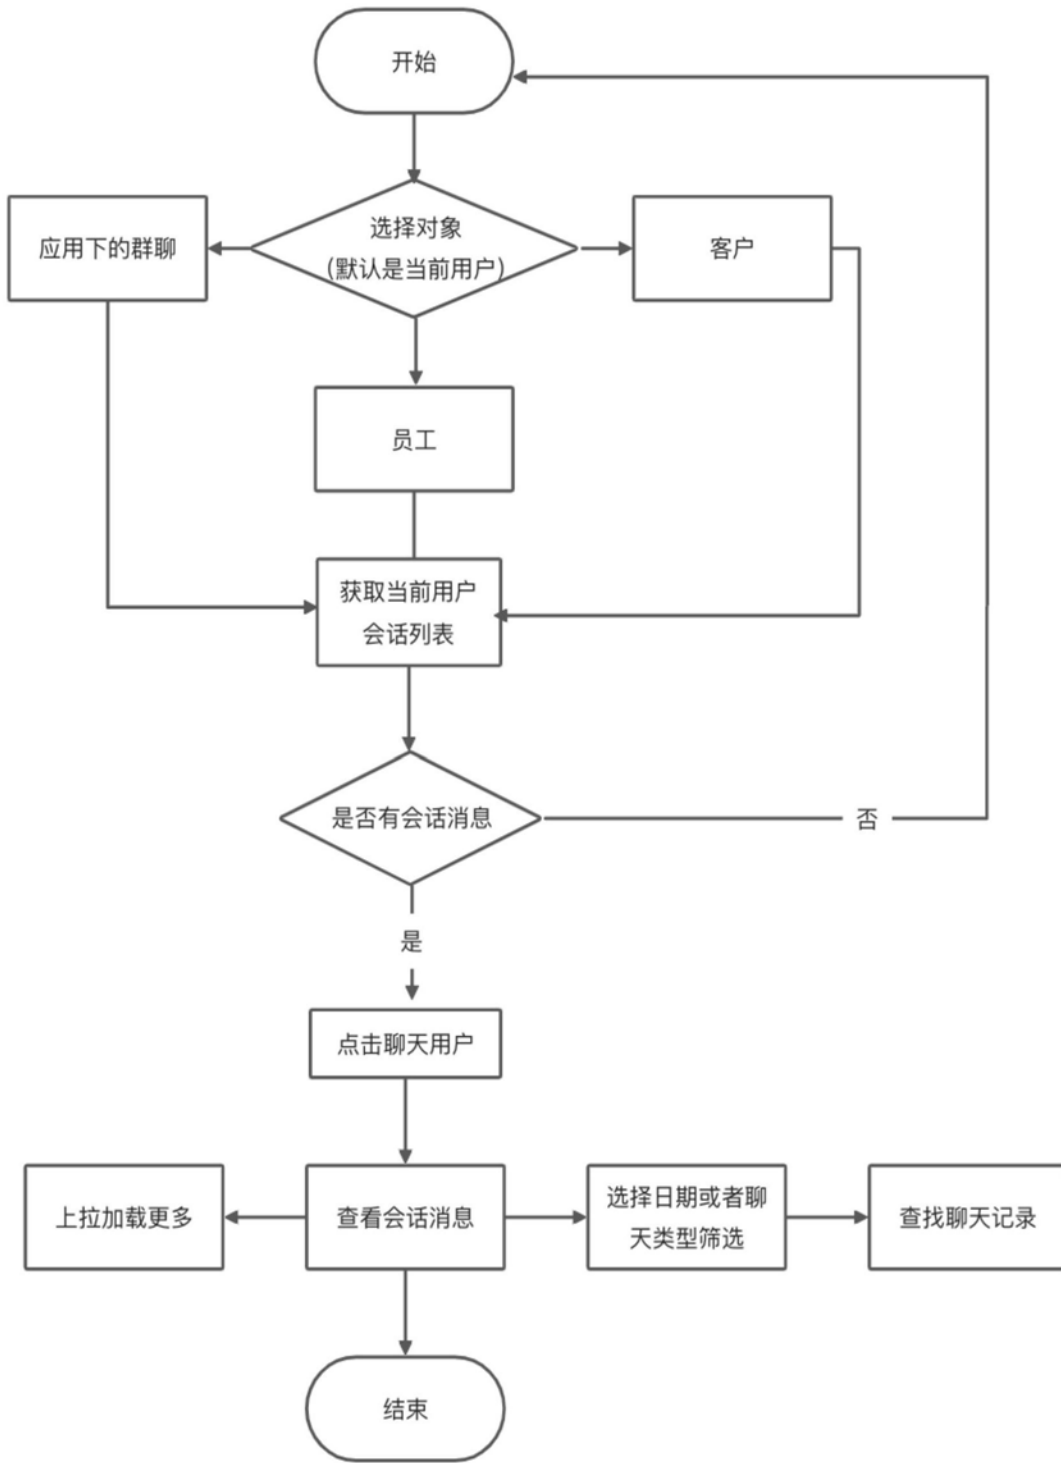 开始
选择对象
(默认是当前用户)
应用下的群聊
客户
员工
获取当前用户
会话列表
是否有会话消息
否
是
点击聊天用户
上拉加载更多
查看会话消息
选择日期或者聊
天类型筛选
查找聊天记录
结束